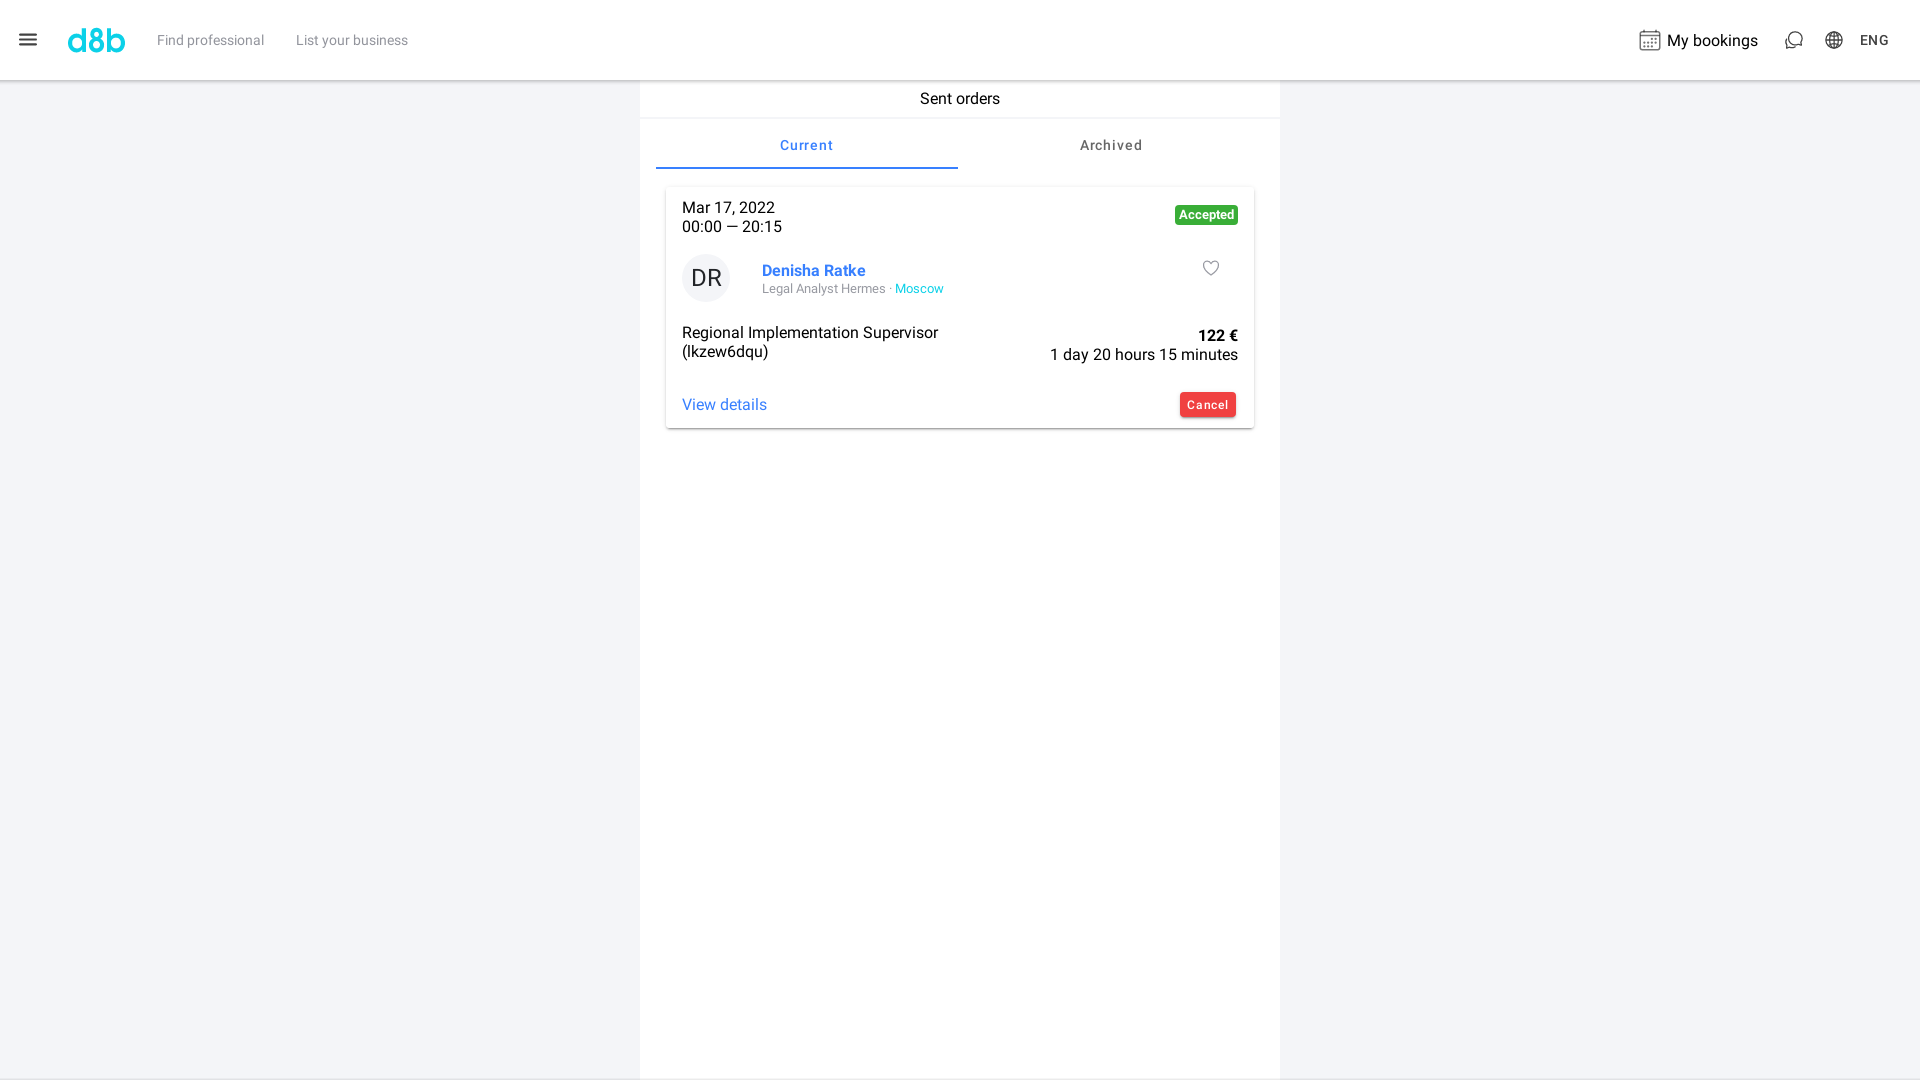 d8b
Find professional
List your business
My bookings
ENG
Sent orders
Current
Archived
Mar 17, 2022
00:00 — 20:15
Accepted
DR
Denisha Ratke
Legal Analyst Hermes · Moscow
Regional Implementation Supervisor
(lkzew6dqu)
122 €
1 day 20 hours 15 minutes
View details
Cancel